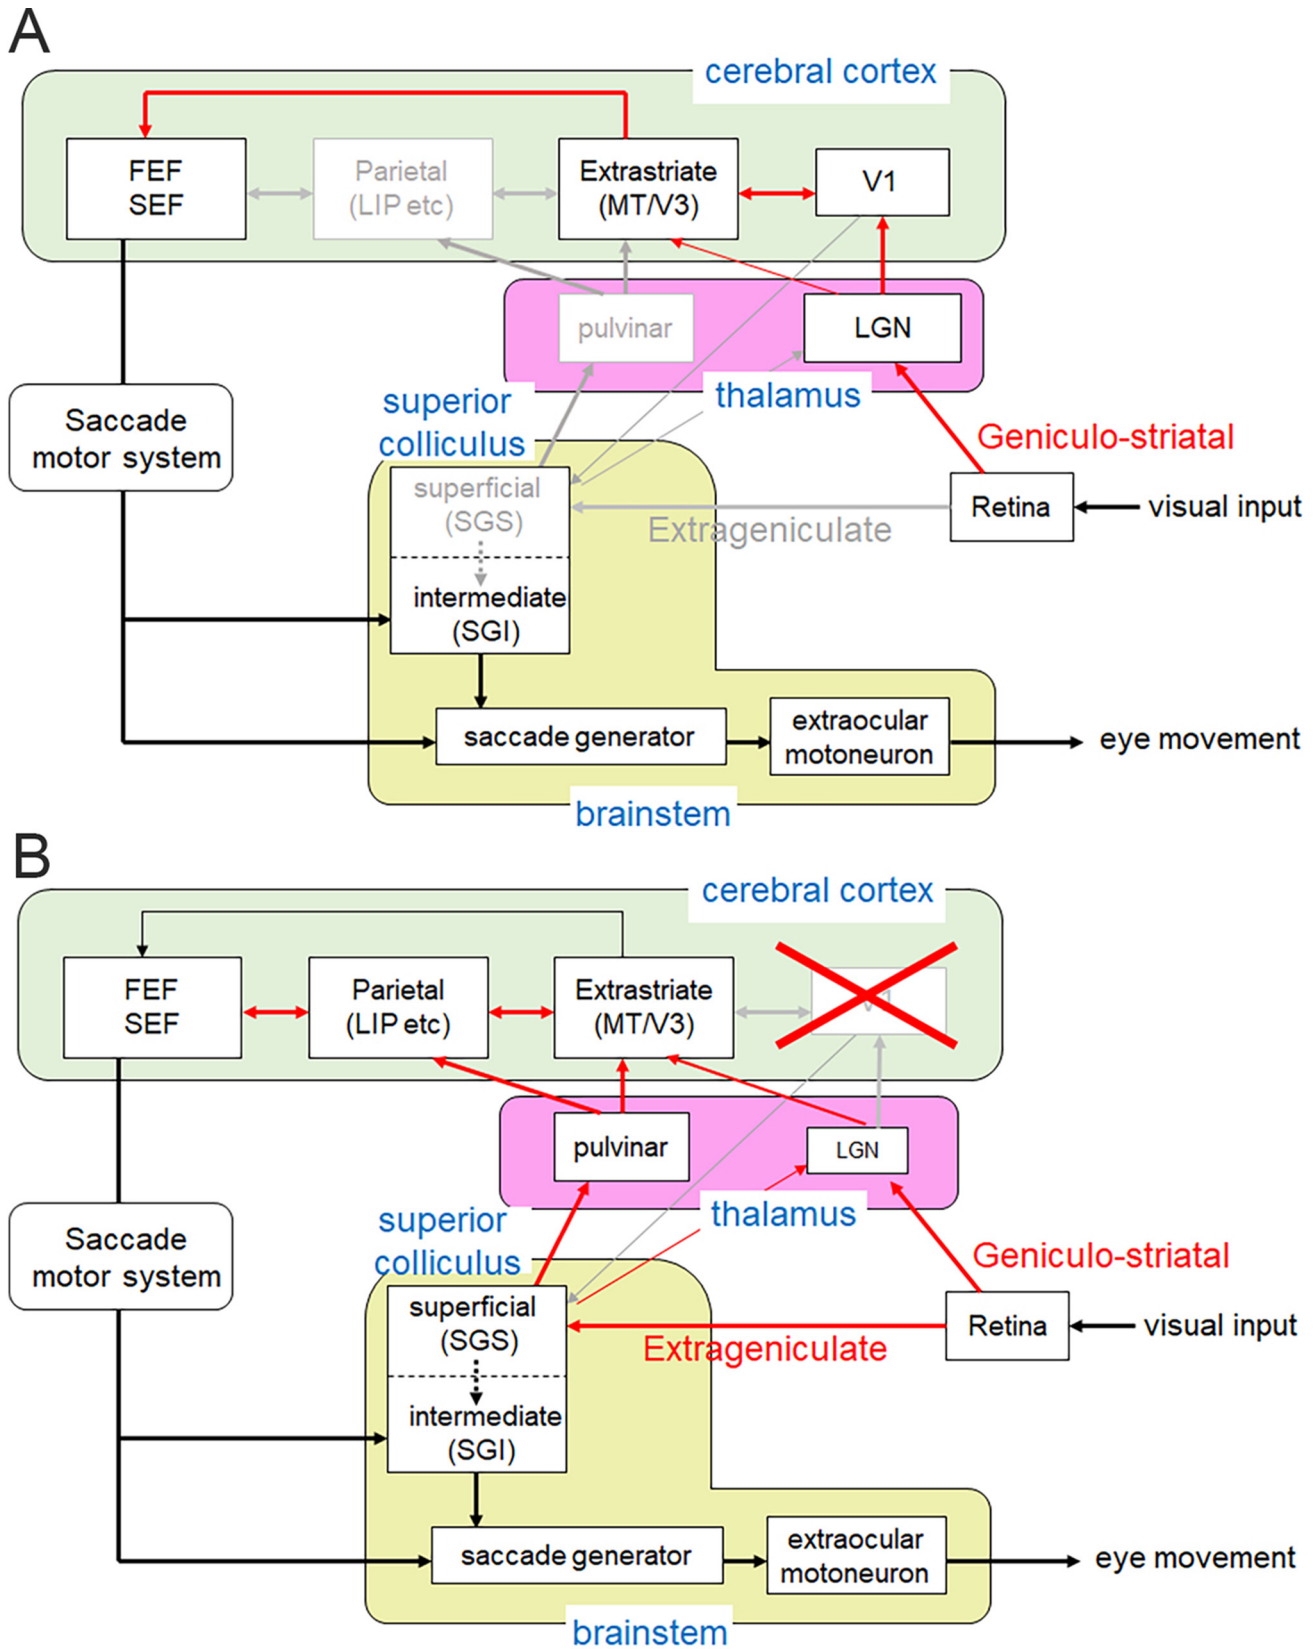 A
cerebral cortex
FEF
SEF
Parietal
(LIP etc)
Extrastriate
(MT/V3)
V1
pulvinar
LGN
superior
colliculus
thalamus
Geniculo-striatal
Saccade
motor system
superficial
(SGS)
Extrageniculate
Retina
visual input
intermediate
(SGI)
saccade generator
extraocular
motoneuron
eye movement
brainstem
B
cerebral cortex
FEF
SEF
Parietal
(LIP etc)
Extrastriate
(MT/V3)
V1
pulvinar
LGN
superior
colliculus
thalamus
Geniculo-striatal
Saccade
motor system
superficial
(SGS)
Extrageniculate
Retina
visual input
intermediate
(SGI)
saccade generator
extraocular
motoneuron
eye movement
brainstem